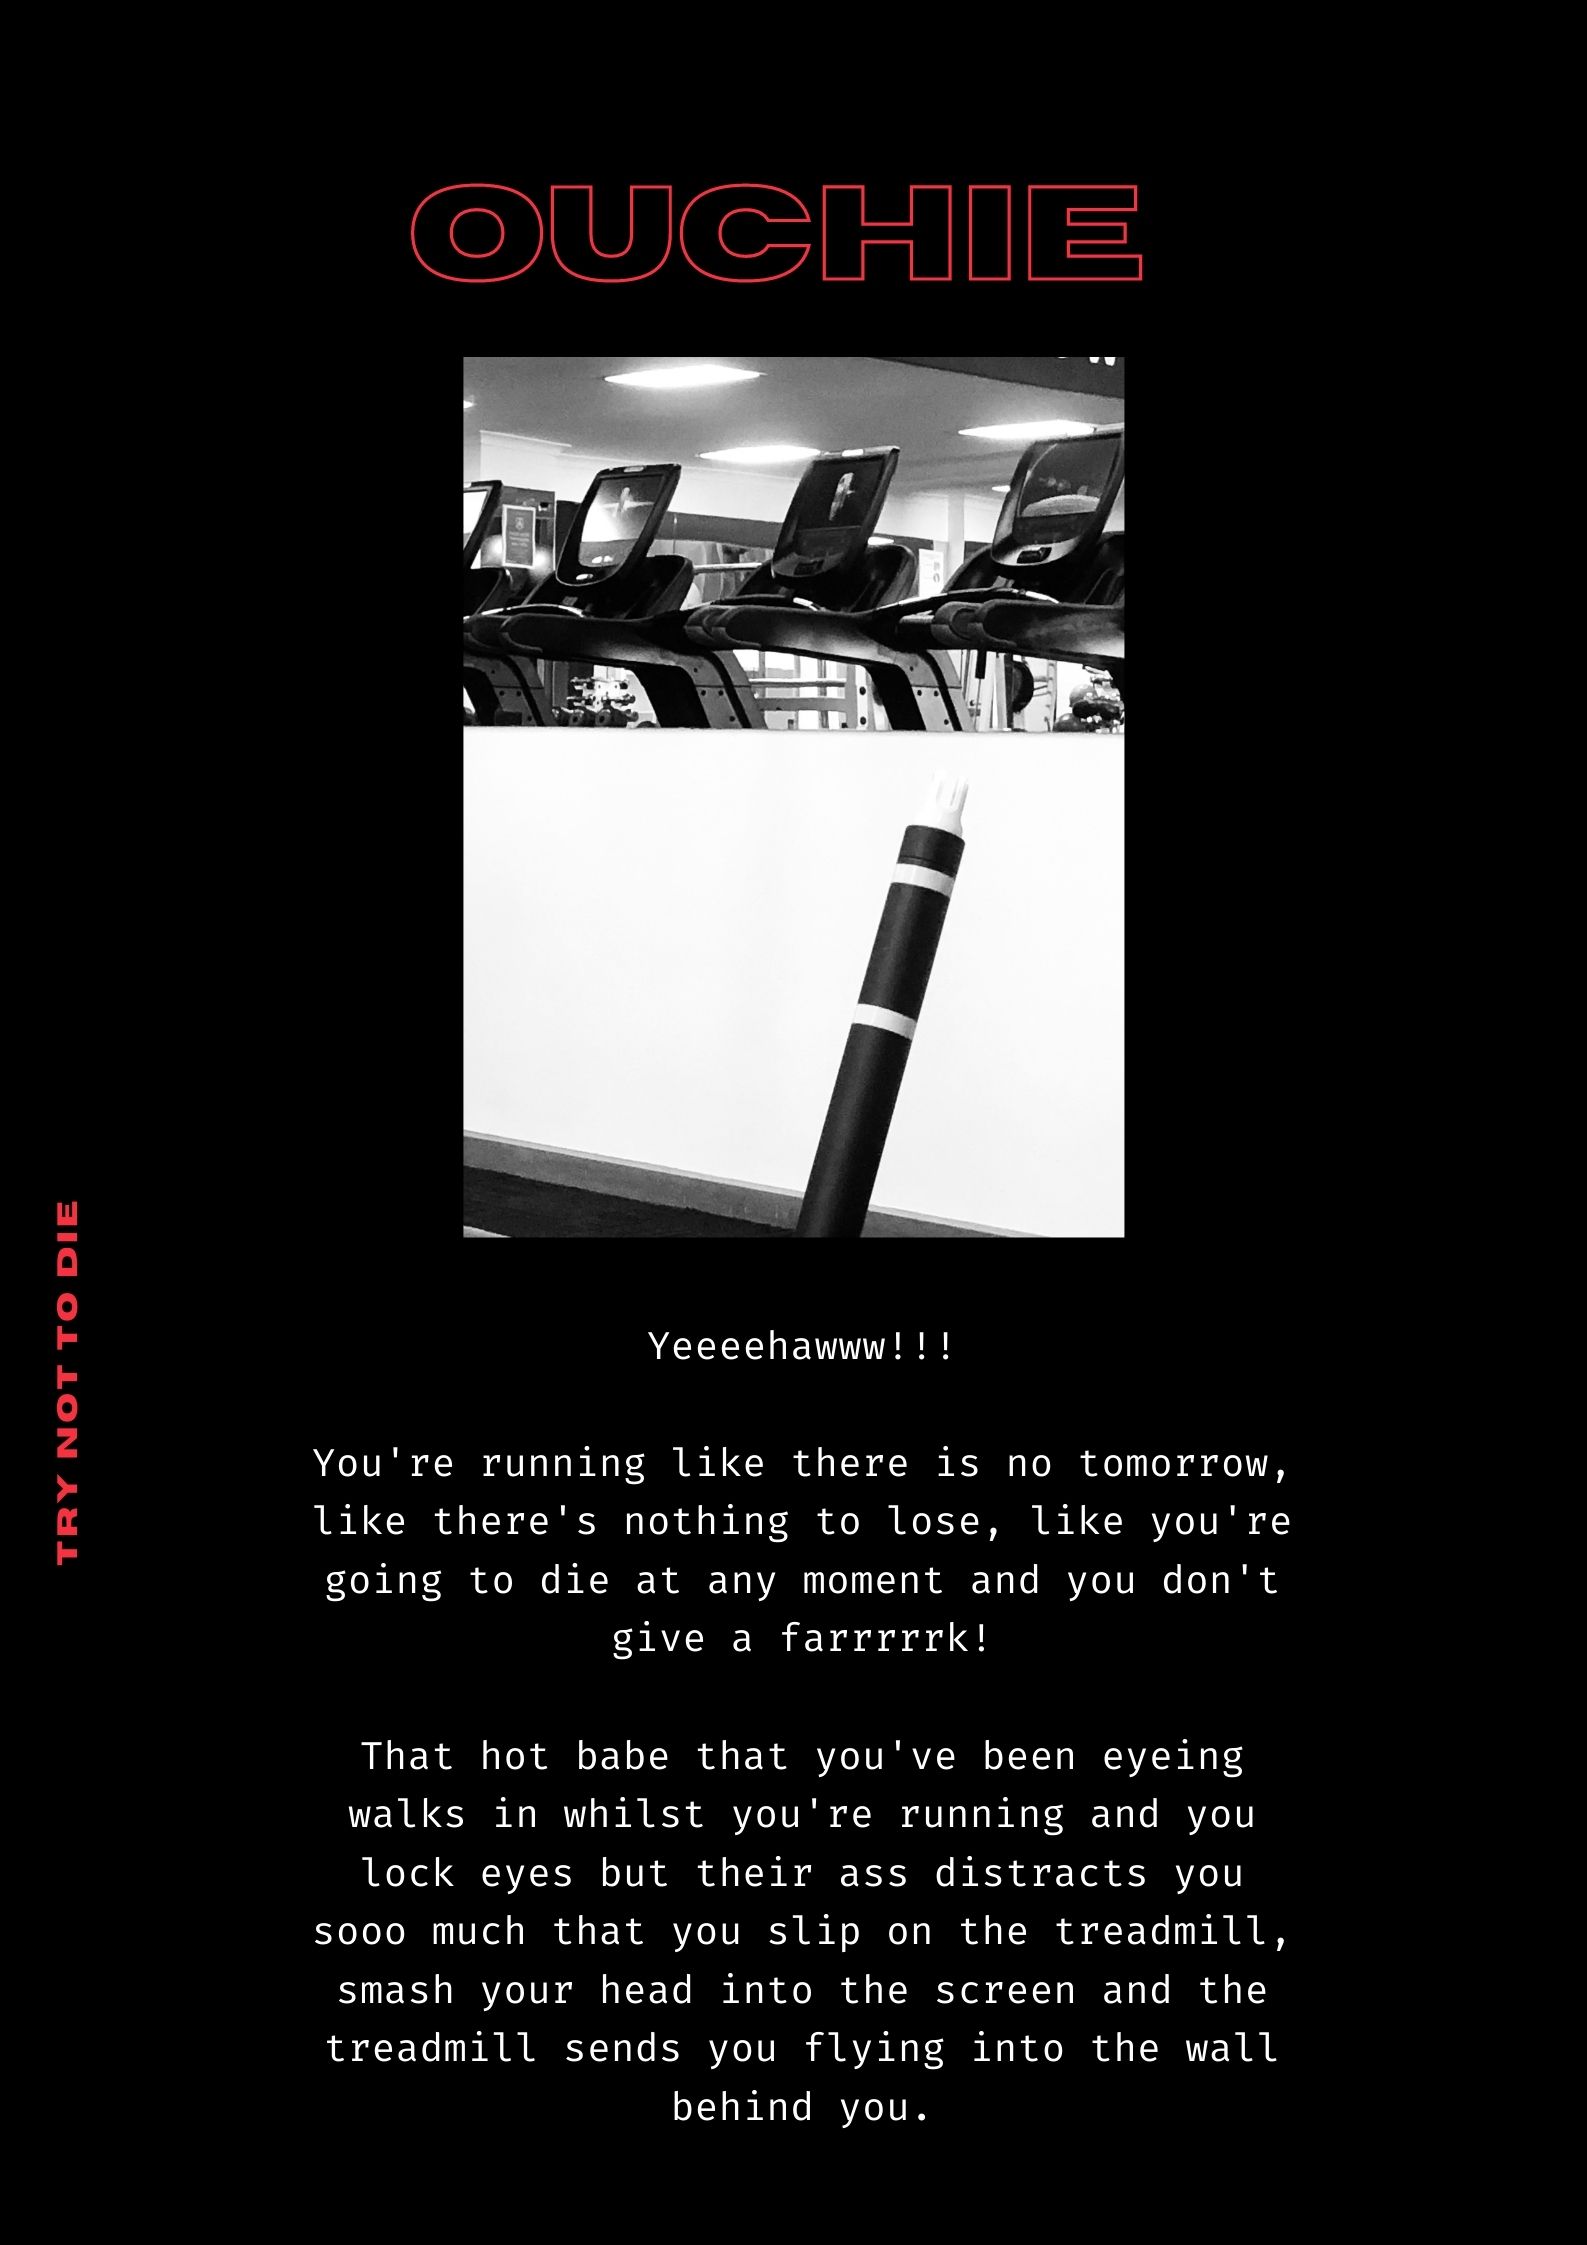 OUCHIE
TRY NOT TO DIE
Yeeeehawww!!!
You're running like there is no tomorrow,
like there's nothing to lose, like you're
going to die at any moment and you don't
give a farrrrrk!
That hot babe that you've been eyeing
walks in whilst you're running and you
lock eyes but their ass distracts you
sooo much that you slip on the treadmill,
smash your head into the screen and the
treadmill sends you flying into the wall
behind you.